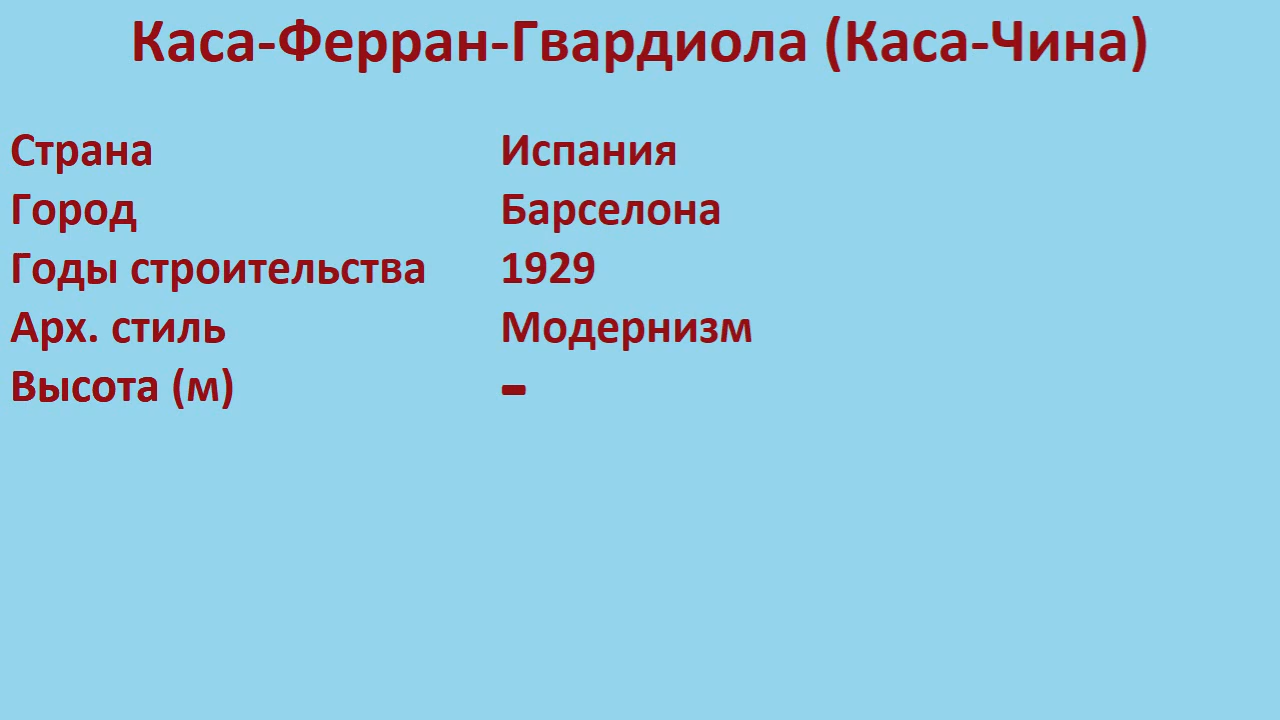 Каса-Ферран-Гвардиола (Каса-Чина)
Страна Испания
Город Барселона
Годы строительства 1929
Арх. стиль Модернизм
Высота (м) -